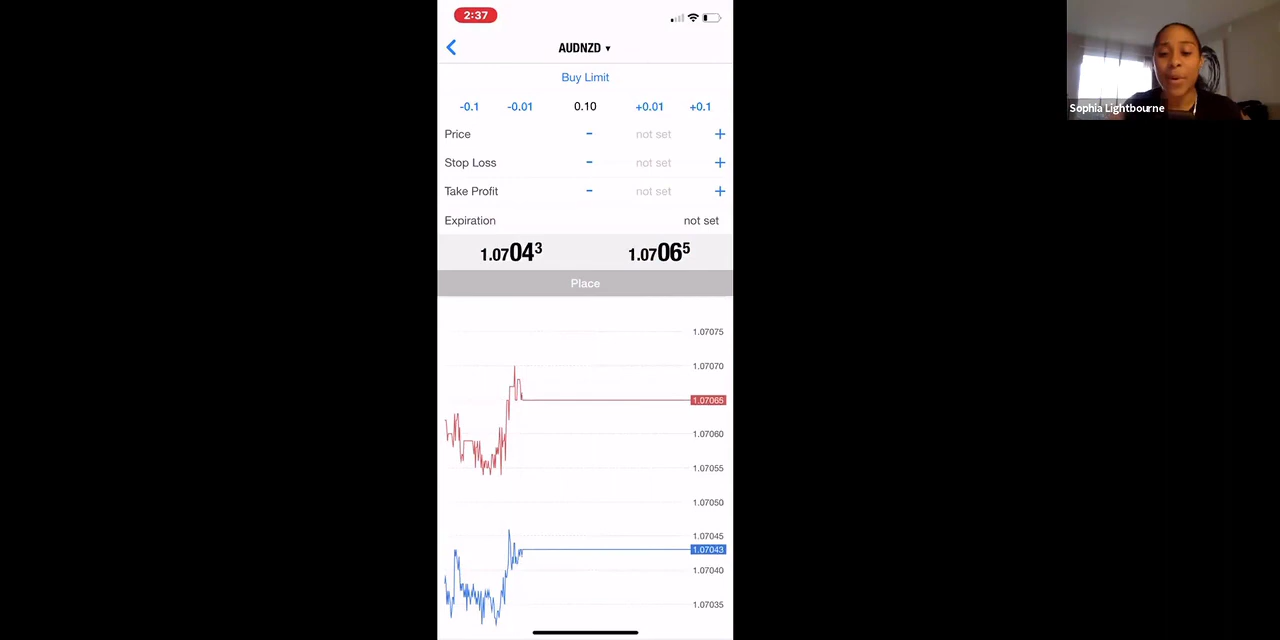 2:37
AUDNZD ▾
Buy Limit
-0.1 -0.01 0.10 +0.01 +0.1
Price - not set +
Stop Loss - not set +
Take Profit - not set +
Expiration not set
1.07043 1.07065
Place
1.07075
1.07070
1.07065
1.07060
1.07055
1.07050
1.07045
1.07043
1.07040
1.07035
Sophia Lightbourne